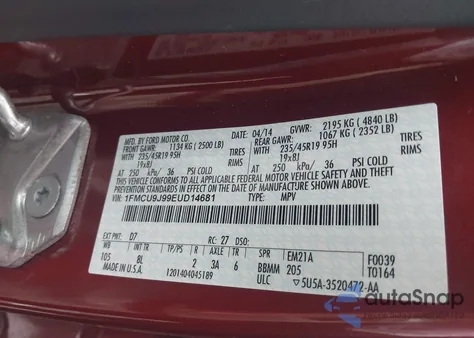 MFD. BY FORD MOTOR CO.
DATE: 04/14 GVWR: 2195 KG ( 4840 LB)
FRONT GAWR: 1134 KG ( 2500 LB)
REAR GAWR: 1067 KG ( 2352 LB)
235/45R19 95H TIRES WITH 235/45R19 95H TIRES
19x8J RIMS 19x8J RIMS
AT 250 kPa/ 36 PSI COLD AT 250 kPa/ 36 PSI COLD
THIS VEHICLE CONFORMS TO ALL APPLICABLE FEDERAL MOTOR VEHICLE SAFETY
AND THEFT PREVENTION STANDARDS IN EFFECT ON THE DATE OF MANUFACTURE SHOWN ABOVE.
VIN: 1FMCU9J99EUD14681 TYPE: MPV
EXT PNT: D7 RC: 27 DSO: F0039
INT TR TP/PS R AXLE TR SPR EM21A T0164
105 BL 2 3A 6 BBMM 205
MADE IN U.S.A. 1201404045189 ULC 5U5A-3520472-AA
autoSnap